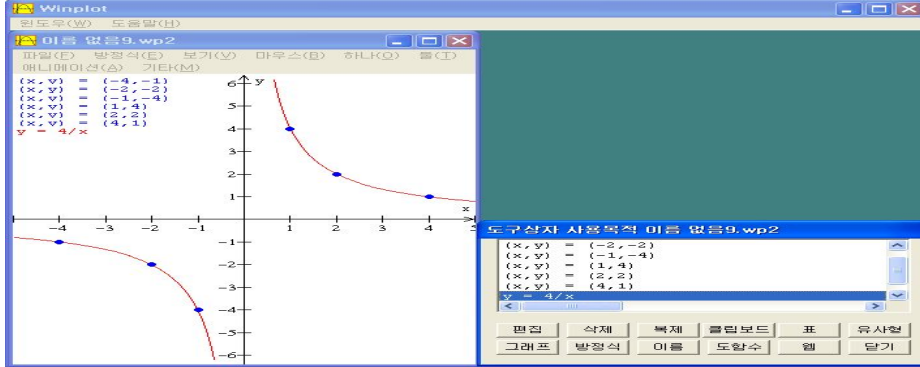 Winplot
윈도우(W) 도움말(H)
이름 없음9.wp2
파일(F) 방정식(E) 보기(V) 마우스(B) 하나(O) 툴(T)
애니메이션(A) 기타(M)
(x,y) = (-4,-1)
(x,y) = (-2,-2)
(x,y) = (-1,-4)
(x,y) = (1,4)
(x,y) = (2,2)
(x,y) = (4,1)
y = 4/x
y
6
5
4
3
2
1
x
-4 -3 -2 -1 1 2 3 4 5
-1
-2
-3
-4
-5
-6
도구상자 사용목적 이름 없음9.wp2
(x,y) = (-2,-2)
(x,y) = (-1,-4)
(x,y) = (1,4)
(x,y) = (2,2)
(x,y) = (4,1)
y = 4/x
편집 삭제 복제 클립보드 표 유사형
그래프 방정식 이름 도함수 웹 닫기